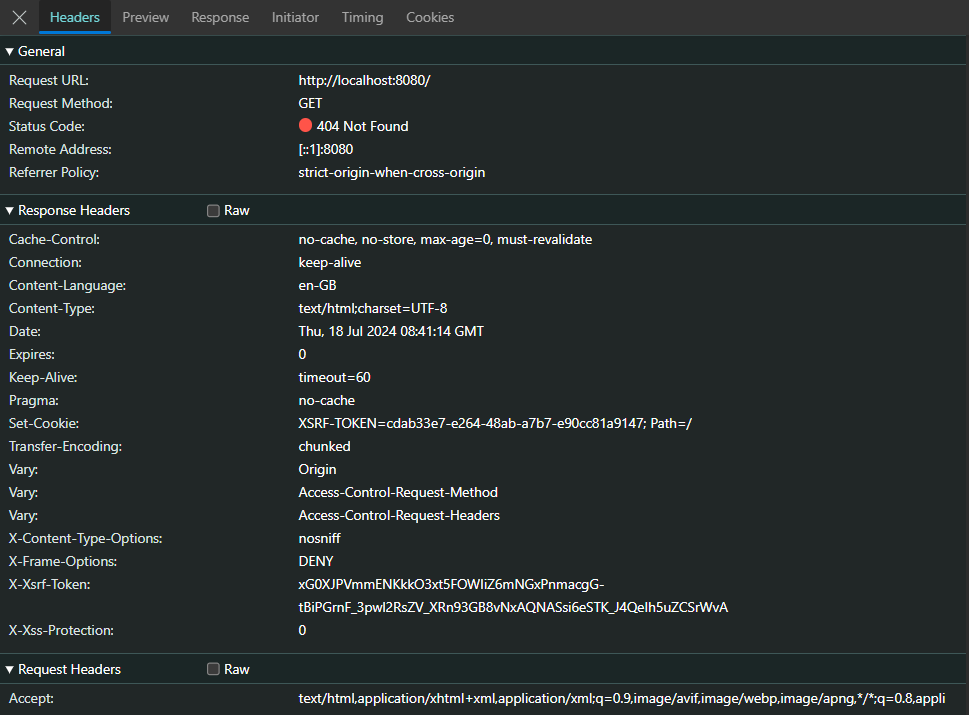 Headers Preview Response Initiator Timing Cookies
General
Request URL: http://localhost:8080/
Request Method: GET
Status Code: 404 Not Found
Remote Address: [::1]:8080
Referrer Policy: strict-origin-when-cross-origin
Response Headers Raw
Cache-Control: no-cache, no-store, max-age=0, must-revalidate
Connection: keep-alive
Content-Language: en-GB
Content-Type: text/html;charset=UTF-8
Date: Thu, 18 Jul 2024 08:41:14 GMT
Expires: 0
Keep-Alive: timeout=60
Pragma: no-cache
Set-Cookie: XSRF-TOKEN=cdab33e7-e264-48ab-a7b7-e90cc81a9147; Path=/
Transfer-Encoding: chunked
Vary: Origin
Vary: Access-Control-Request-Method
Vary: Access-Control-Request-Headers
X-Content-Type-Options: nosniff
X-Frame-Options: DENY
X-Xsrf-Token: xG0XJPVmmENKkkO3xt5FOWIiZ6mNGxPnmacgG-
tBiPGrnF_3pwI2RsZV_XRn93GB8vNxAQNASsi6eSTK_J4QeIh5uZCSrWvA
X-Xss-Protection: 0
Request Headers Raw
Accept: text/html,application/xhtml+xml,application/xml;q=0.9,image/avif,image/webp,image/apng,*/*;q=0.8,appli